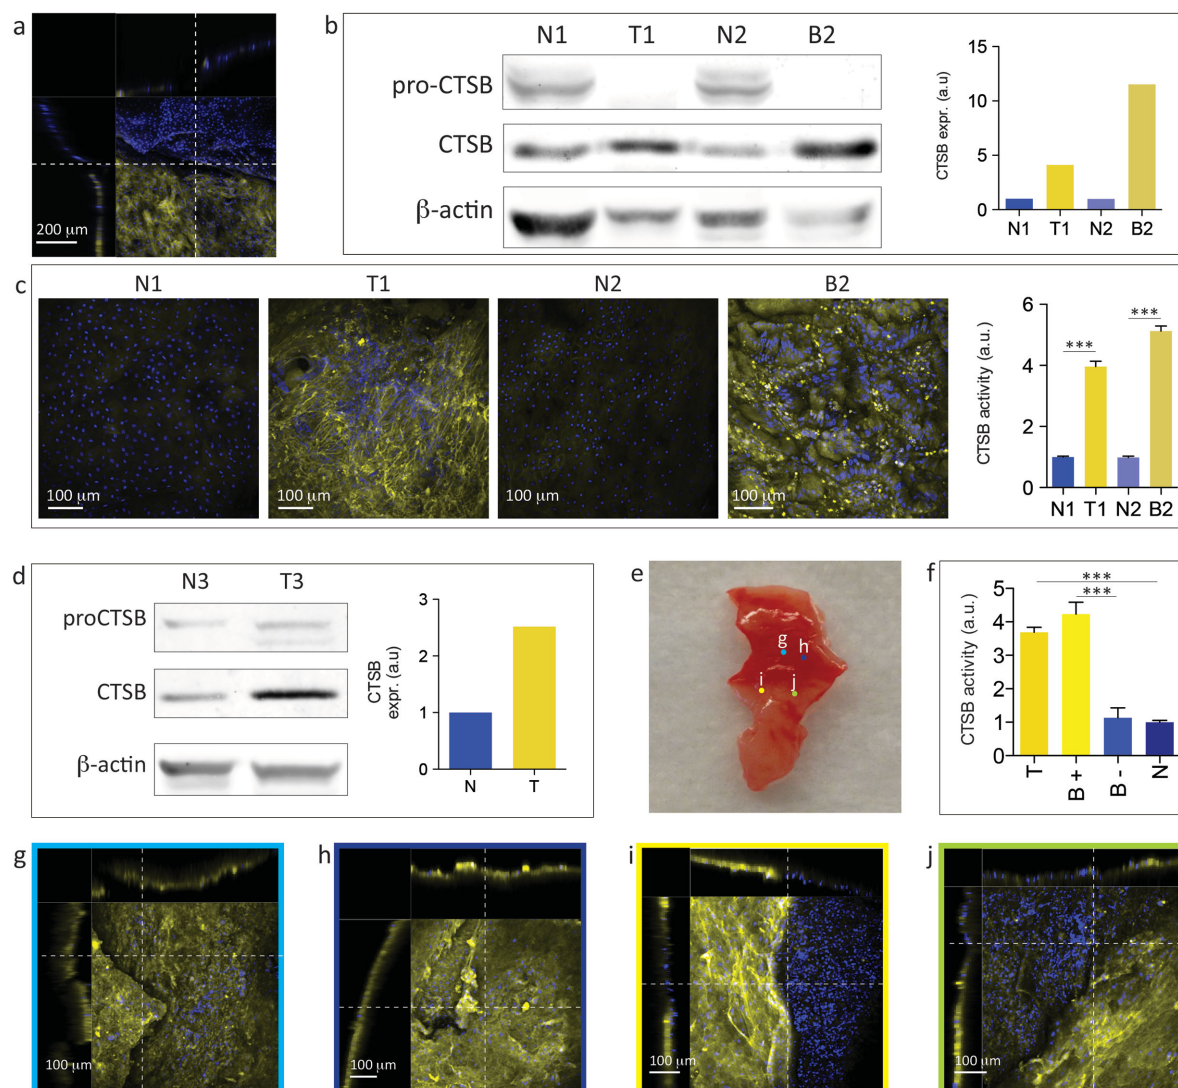 a
200 μm
b
N1 T1 N2 B2
pro-CTSB
CTSB
β-actin
CTSB expr. (a.u)
15
10
5
0
N1 T1 N2 B2
c
N1 T1 N2 B2
100 μm 100 μm 100 μm 100 μm
CTSB activity (a.u.)
6
4
2
0
*** ***
N1 T1 N2 B2
d
N3 T3
proCTSB
CTSB
β-actin
CTSB
expr. (a.u)
3
2
1
0
N T
e
g h
i j
f
CTSB activity (a.u.)
5
4
3
2
1
0
***
***
T B + B - N
g
100 μm
h
100 μm
i
100 μm
j
100 μm